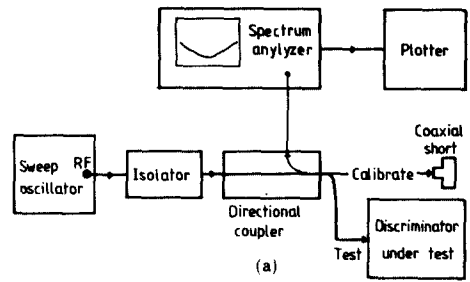 Spectrum
anylyzer
Plotter
Coaxial
short
Sweep
oscillator
RF
Isolator
Calibrate
Directional
coupler
Discriminator
under test
Test
(a)